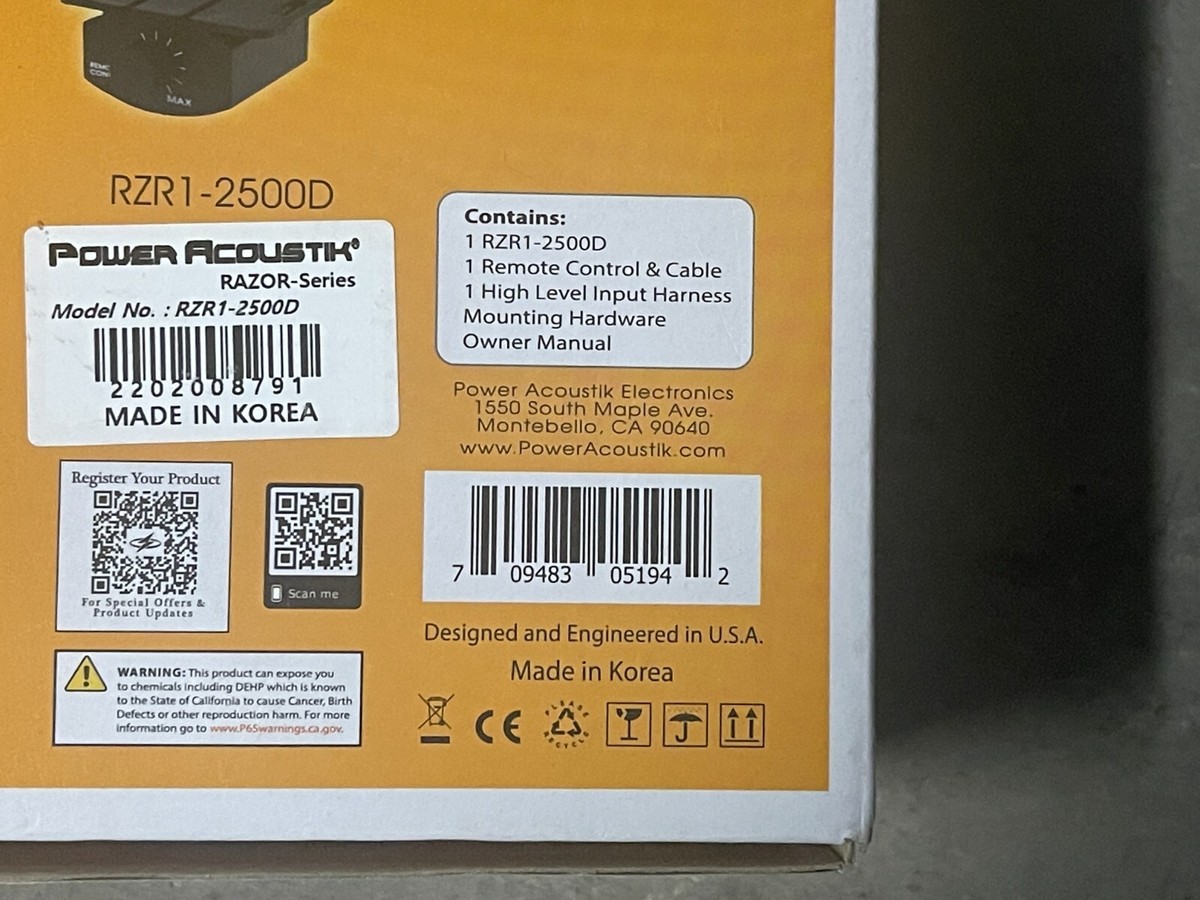 REMC
CON
MAX
RZR1-2500D
POWER ACOUSTIK®
RAZOR-Series
Model No. : RZR1-2500D
2202008791
MADE IN KOREA
Contains:
1 RZR1-2500D
1 Remote Control & Cable
1 High Level Input Harness
Mounting Hardware
Owner Manual
Power Acoustik Electronics
1550 South Maple Ave.
Montebello, CA 90640
www.PowerAcoustik.com
Register Your Product
For Special Offers &
Product Updates
Scan me
7 09483 05194 2
Designed and Engineered in U.S.A.
Made in Korea
WARNING: This product can expose you
to chemicals including DEHP which is known
to the State of California to cause Cancer, Birth
Defects or other reproduction harm. For more
information go to www.P65warnings.ca.gov.
CE
PLEASE
RECYCLE